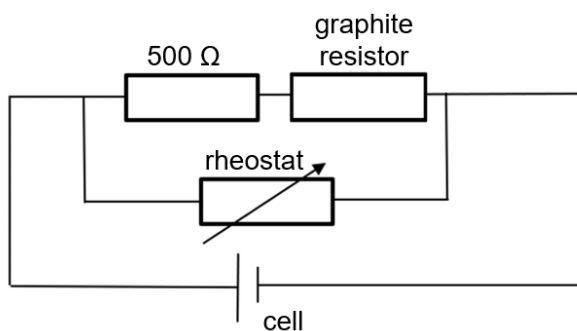 graphite
500 Ω resistor
rheostat
cell